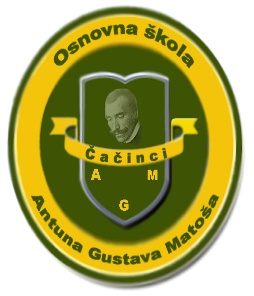 Osnovna škola
Čačinci
A M
G
Antuna Gustava Matoša